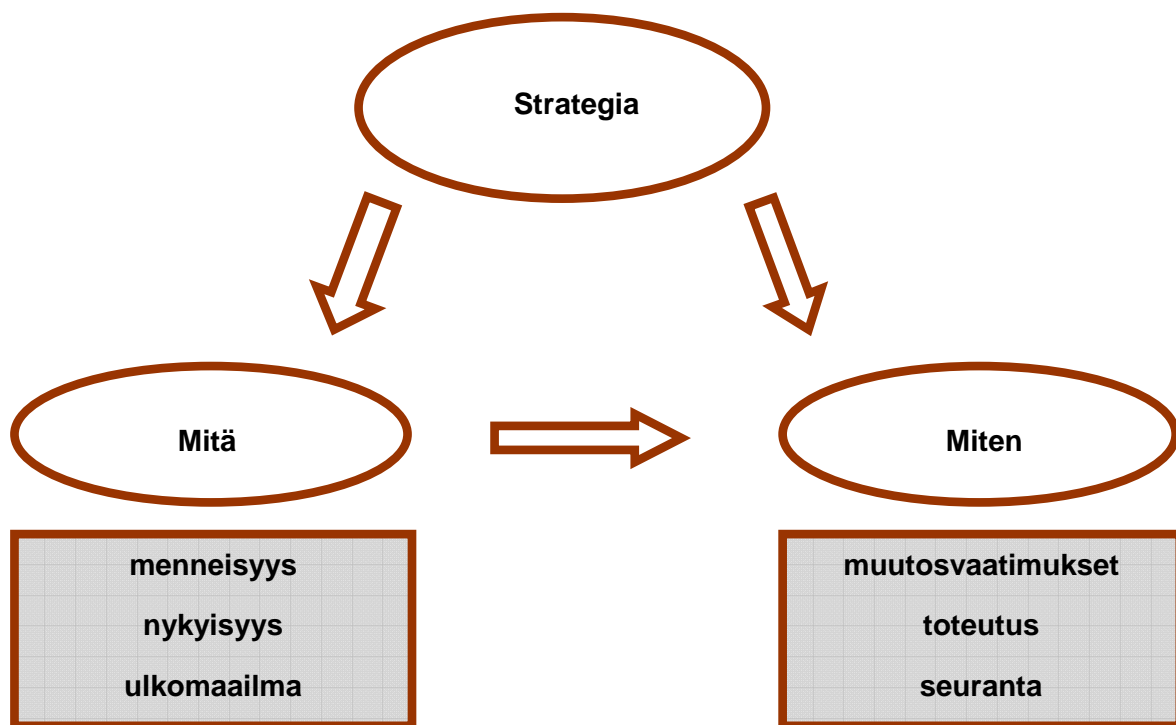 Strategia
Mitä
Miten
menneisyys
nykyisyys
ulkomaailma
muutosvaatimukset
toteutus
seuranta